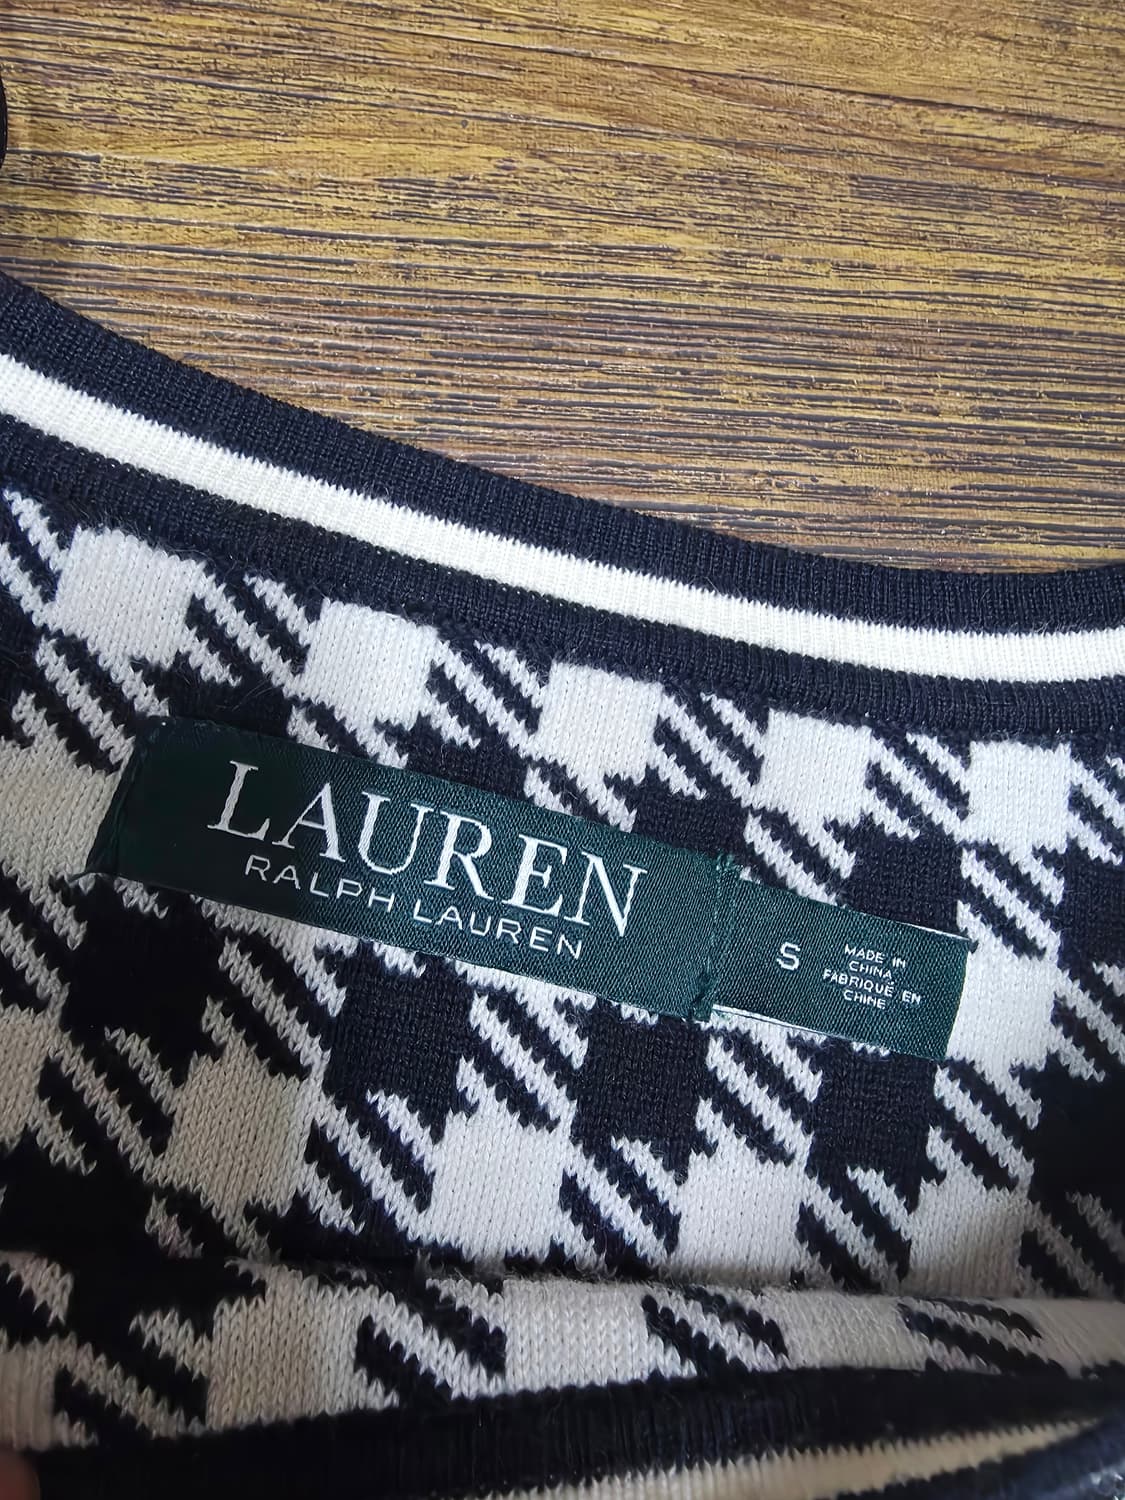 LAUREN
RALPH LAUREN
S
MADE IN
CHINA
FABRIQUÉ EN
CHINE